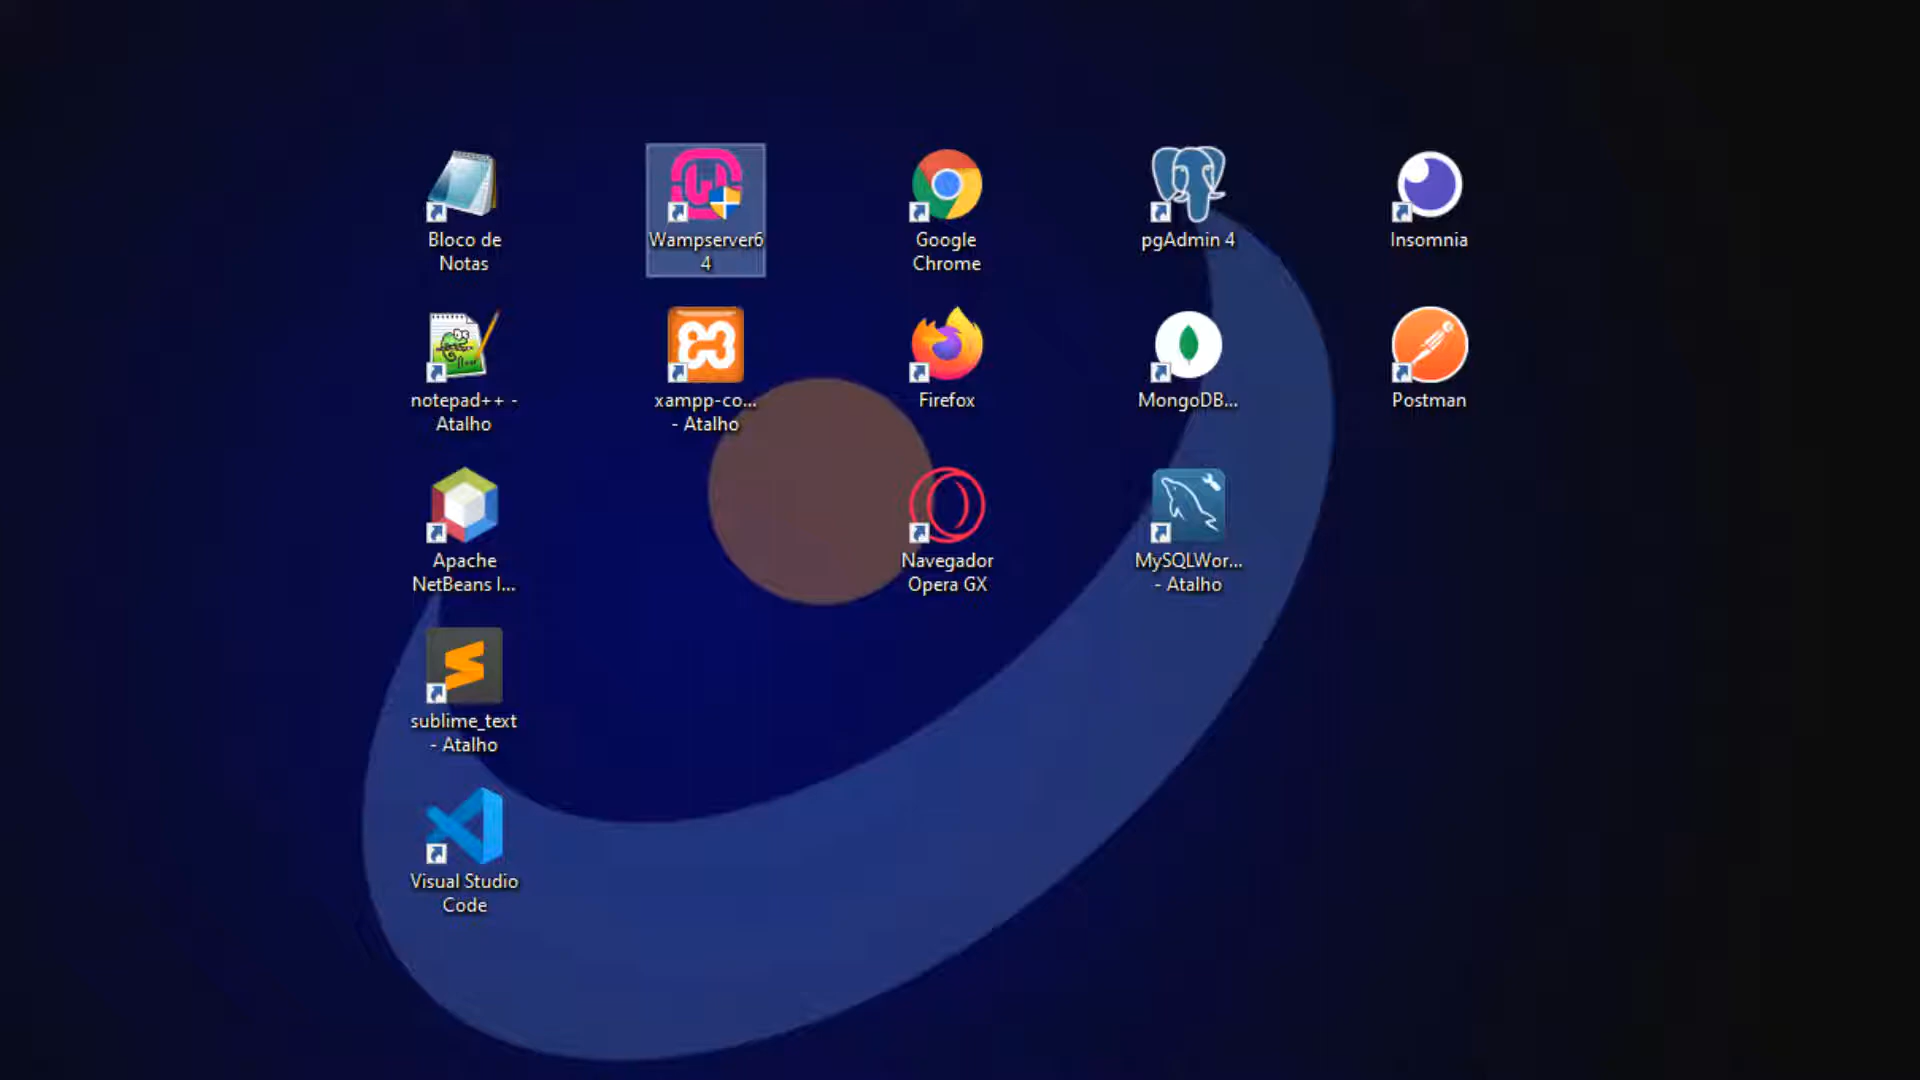 Bloco de
Notas
Wampserver6
4
Google
Chrome
pgAdmin 4
Insomnia
notepad++ -
Atalho
xampp-co...
- Atalho
Firefox
MongoDB...
Postman
Apache
NetBeans I...
Navegador
Opera GX
MySQLWor...
- Atalho
sublime_text
- Atalho
Visual Studio
Code